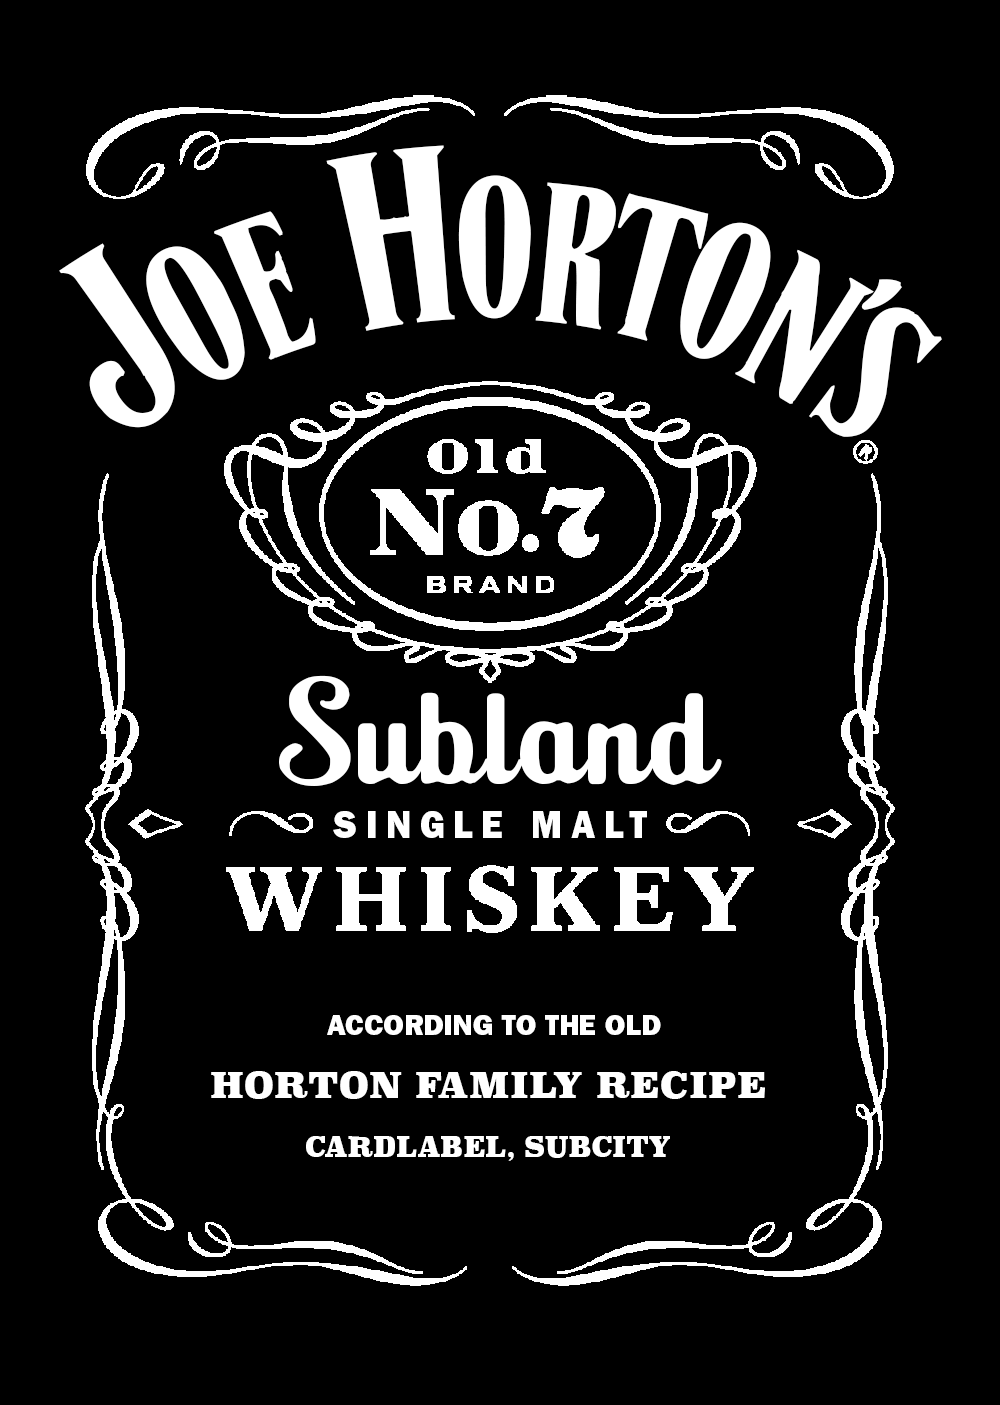 JOE HORTON'S
®
Old
No.7
BRAND
Subland
SINGLE MALT
WHISKEY
ACCORDING TO THE OLD
HORTON FAMILY RECIPE
CARDLABEL, SUBCITY